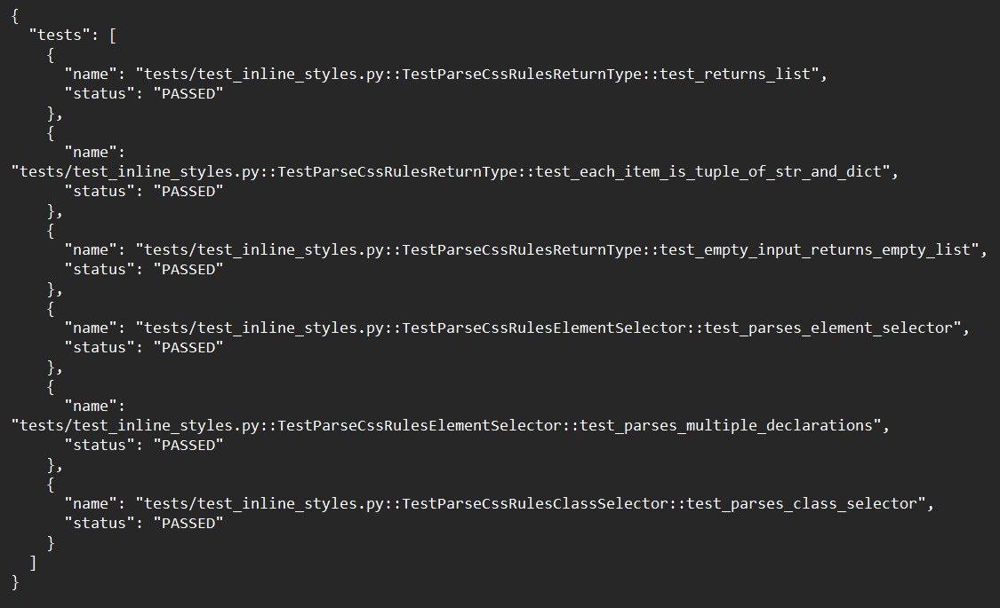 {
  "tests": [
    {
      "name": "tests/test_inline_styles.py::TestParseCssRulesReturnType::test_returns_list",
      "status": "PASSED"
    },
    {
      "name":
"tests/test_inline_styles.py::TestParseCssRulesReturnType::test_each_item_is_tuple_of_str_and_dict",
      "status": "PASSED"
    },
    {
      "name": "tests/test_inline_styles.py::TestParseCssRulesReturnType::test_empty_input_returns_empty_list",
      "status": "PASSED"
    },
    {
      "name": "tests/test_inline_styles.py::TestParseCssRulesElementSelector::test_parses_element_selector",
      "status": "PASSED"
    },
    {
      "name":
"tests/test_inline_styles.py::TestParseCssRulesElementSelector::test_parses_multiple_declarations",
      "status": "PASSED"
    },
    {
      "name": "tests/test_inline_styles.py::TestParseCssRulesClassSelector::test_parses_class_selector",
      "status": "PASSED"
    }
  ]
}